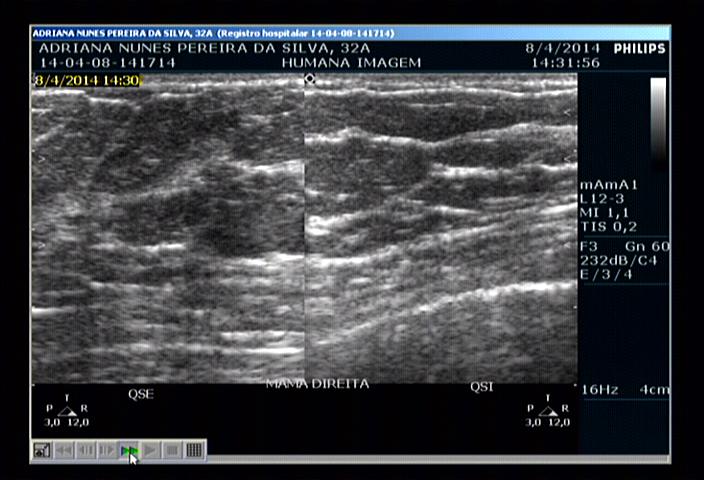 ADRIANA NUNES PEREIRA DA SILVA, 32A (Registro hospitalar 14-04-08-141714)
ADRIANA NUNES PEREIRA DA SILVA, 32A 8/4/2014 PHILIPS
14-04-08-141714 HUMANA IMAGEM 14:31:56
8/4/2014 14:30
mAmA1
L12-3
MI 1,1
TIS 0,2
F3 Gn 60
232dB/C4
E/3/4
16Hz 4cm
QSE MAMA DIREITA QSI
T T
P R P R
3,0 12,0 3,0 12,0